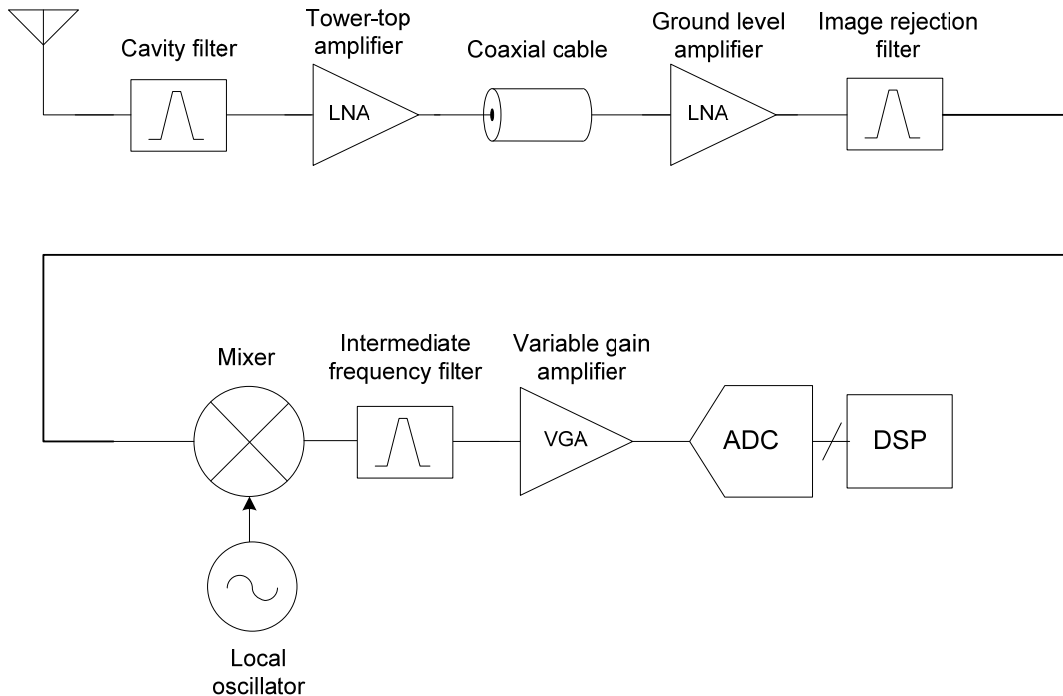 Cavity filter
Tower-top
amplifier
LNA
Coaxial cable
Ground level
amplifier
LNA
Image rejection
filter
Mixer
Intermediate
frequency filter
Variable gain
amplifier
VGA
ADC
DSP
Local
oscillator